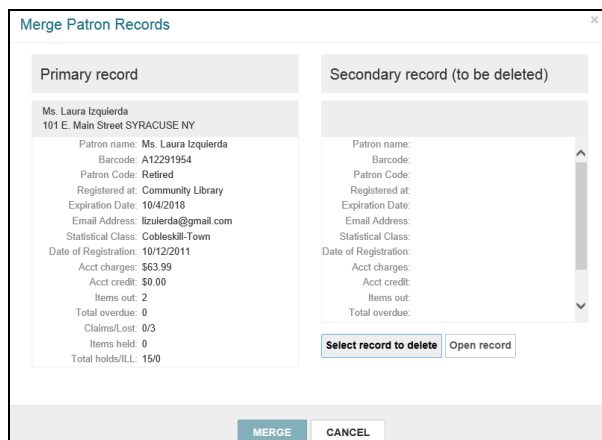 Merge Patron Records
×
Primary record
Ms. Laura Izquierda
101 E. Main Street SYRACUSE NY
Patron name: Ms. Laura Izquierda
Barcode: A12291954
Patron Code: Retired
Registered at: Community Library
Expiration Date: 10/4/2018
Email Address: lizuierda@gmail.com
Statistical Class: Cobleskill-Town
Date of Registration: 10/12/2011
Acct charges: $63.99
Acct credit: $0.00
Items out: 2
Total overdue: 0
Claims/Lost: 0/3
Items held: 0
Total holds/ILL: 15/0
Secondary record (to be deleted)
Patron name:
Barcode:
Patron Code:
Registered at:
Expiration Date:
Email Address:
Statistical Class:
Date of Registration:
Acct charges:
Acct credit:
Items out:
Total overdue:
Select record to delete Open record
MERGE CANCEL